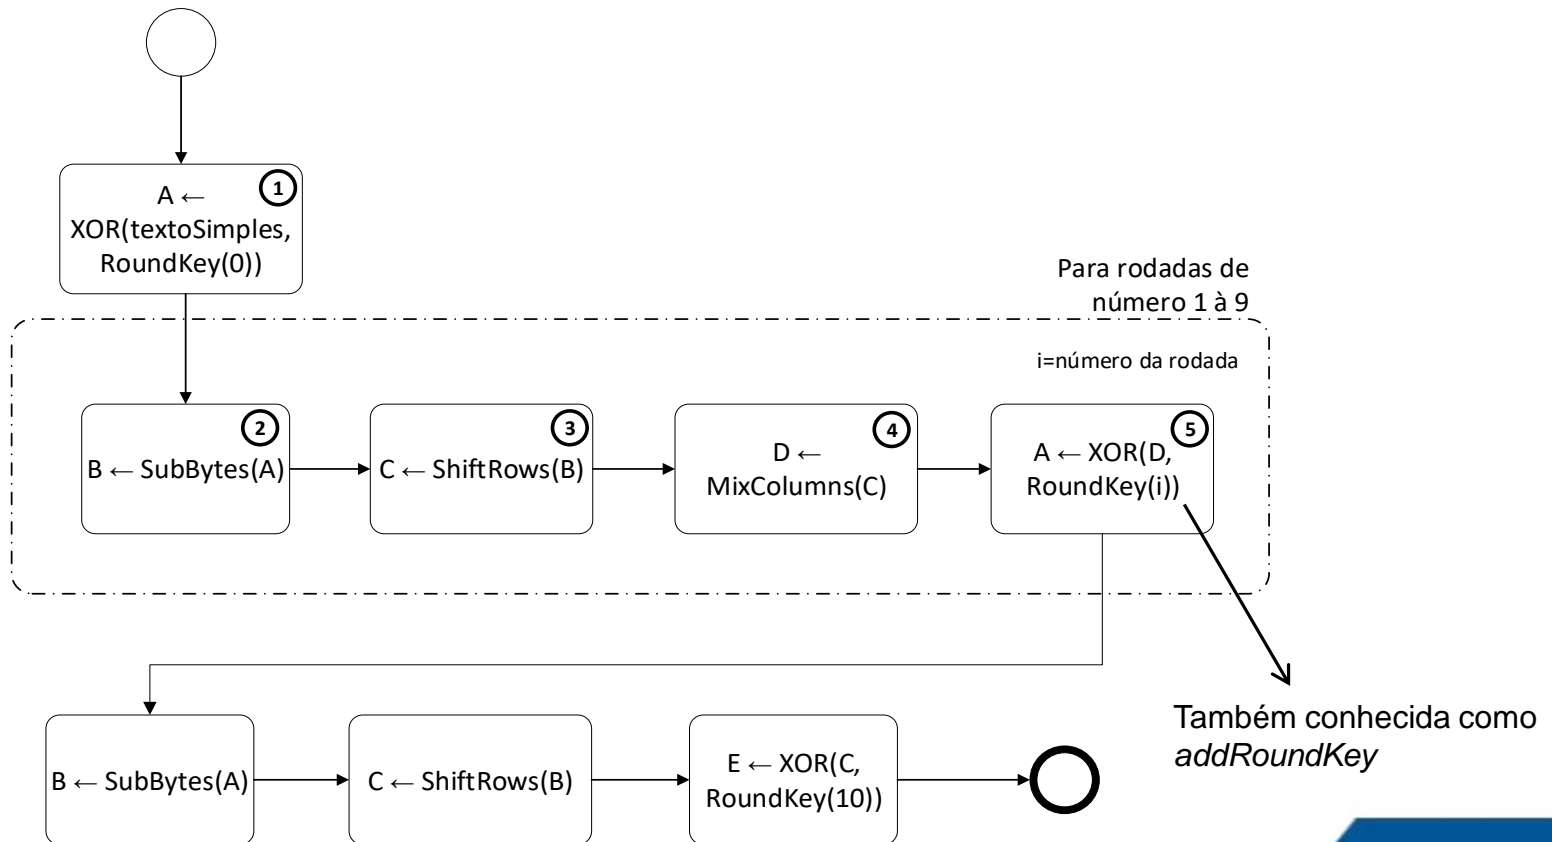 A ←
XOR(textoSimples,
RoundKey(0))
1
Para rodadas de
número 1 à 9
i=número da rodada
B ← SubBytes(A)
2
C ← ShiftRows(B)
3
D ←
MixColumns(C)
4
A ← XOR(D,
RoundKey(i))
5
Também conhecida como
addRoundKey
B ← SubBytes(A)
C ← ShiftRows(B)
E ← XOR(C,
RoundKey(10))